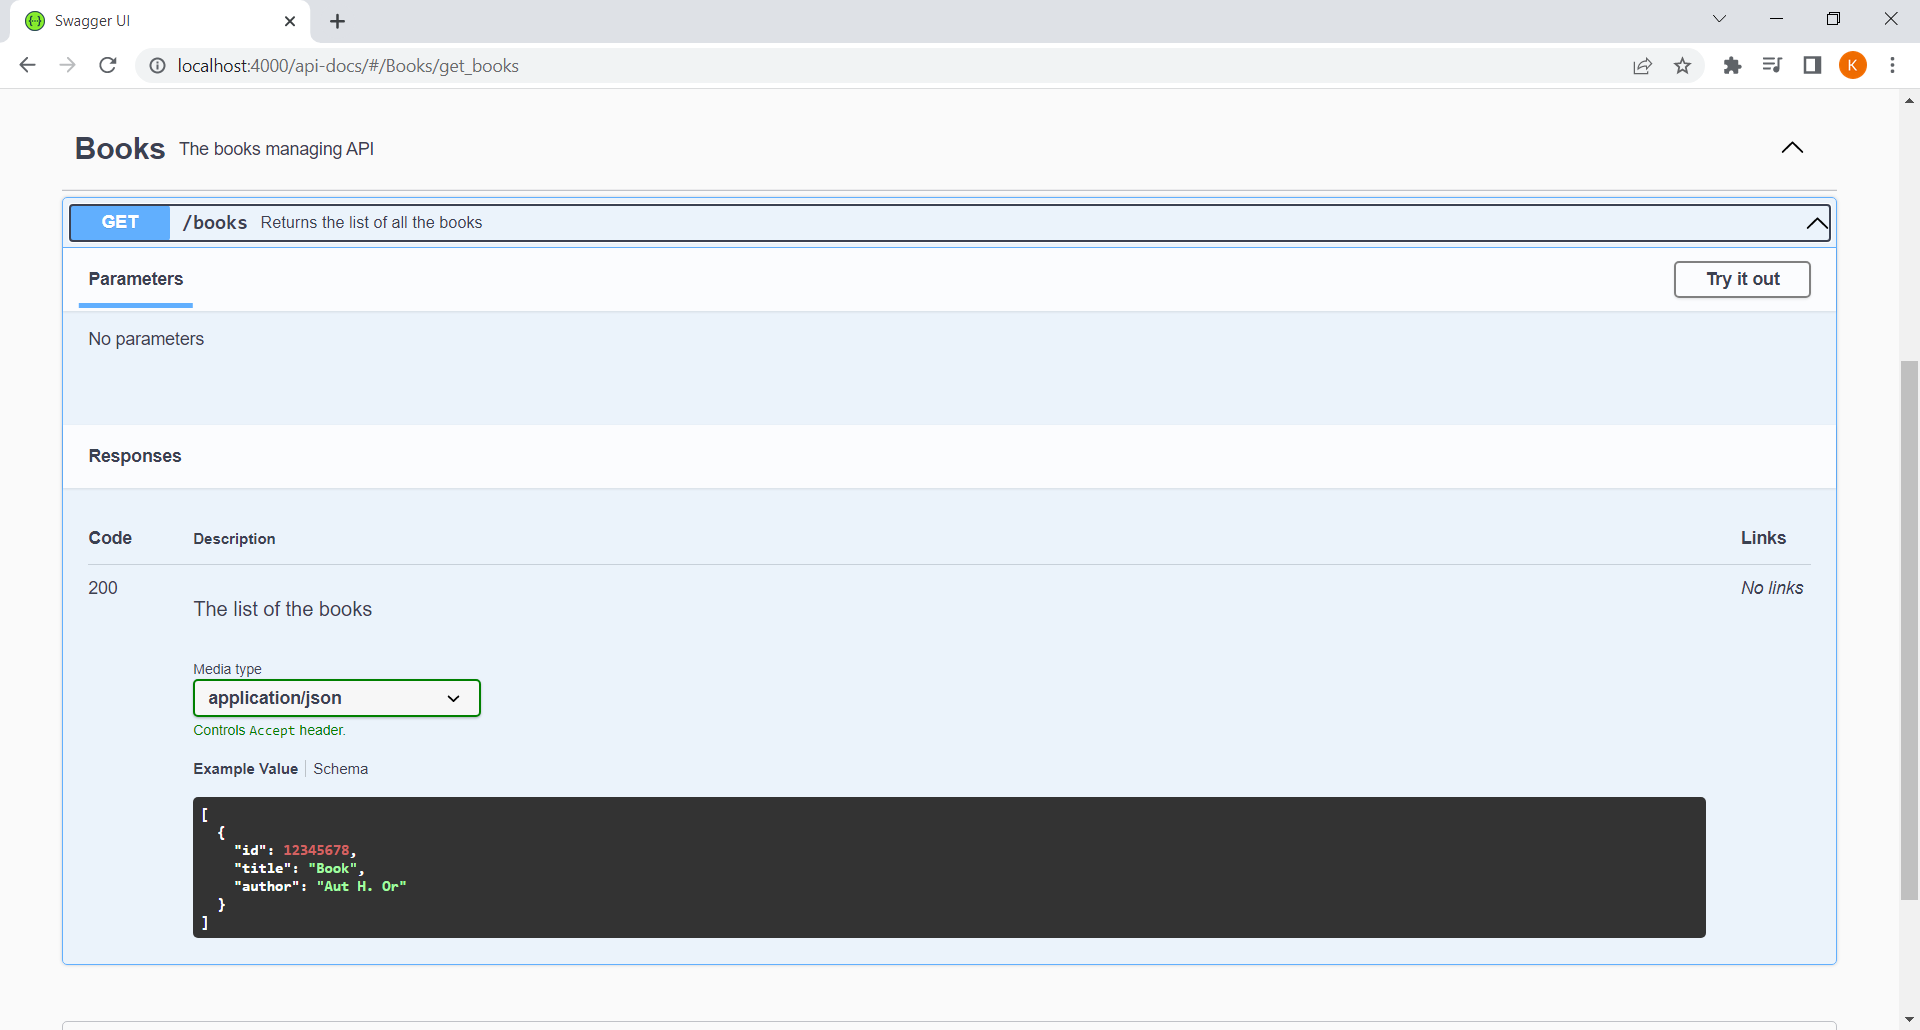 Swagger UI
localhost:4000/api-docs/#/Books/get_books
K
Books The books managing API
GET /books Returns the list of all the books
Parameters Try it out
No parameters
Responses
Code Description Links
200 No links
The list of the books
Media type
application/json
Controls Accept header.
Example Value Schema
[
{
"id": 12345678,
"title": "Book",
"author": "Aut H. Or"
}
]